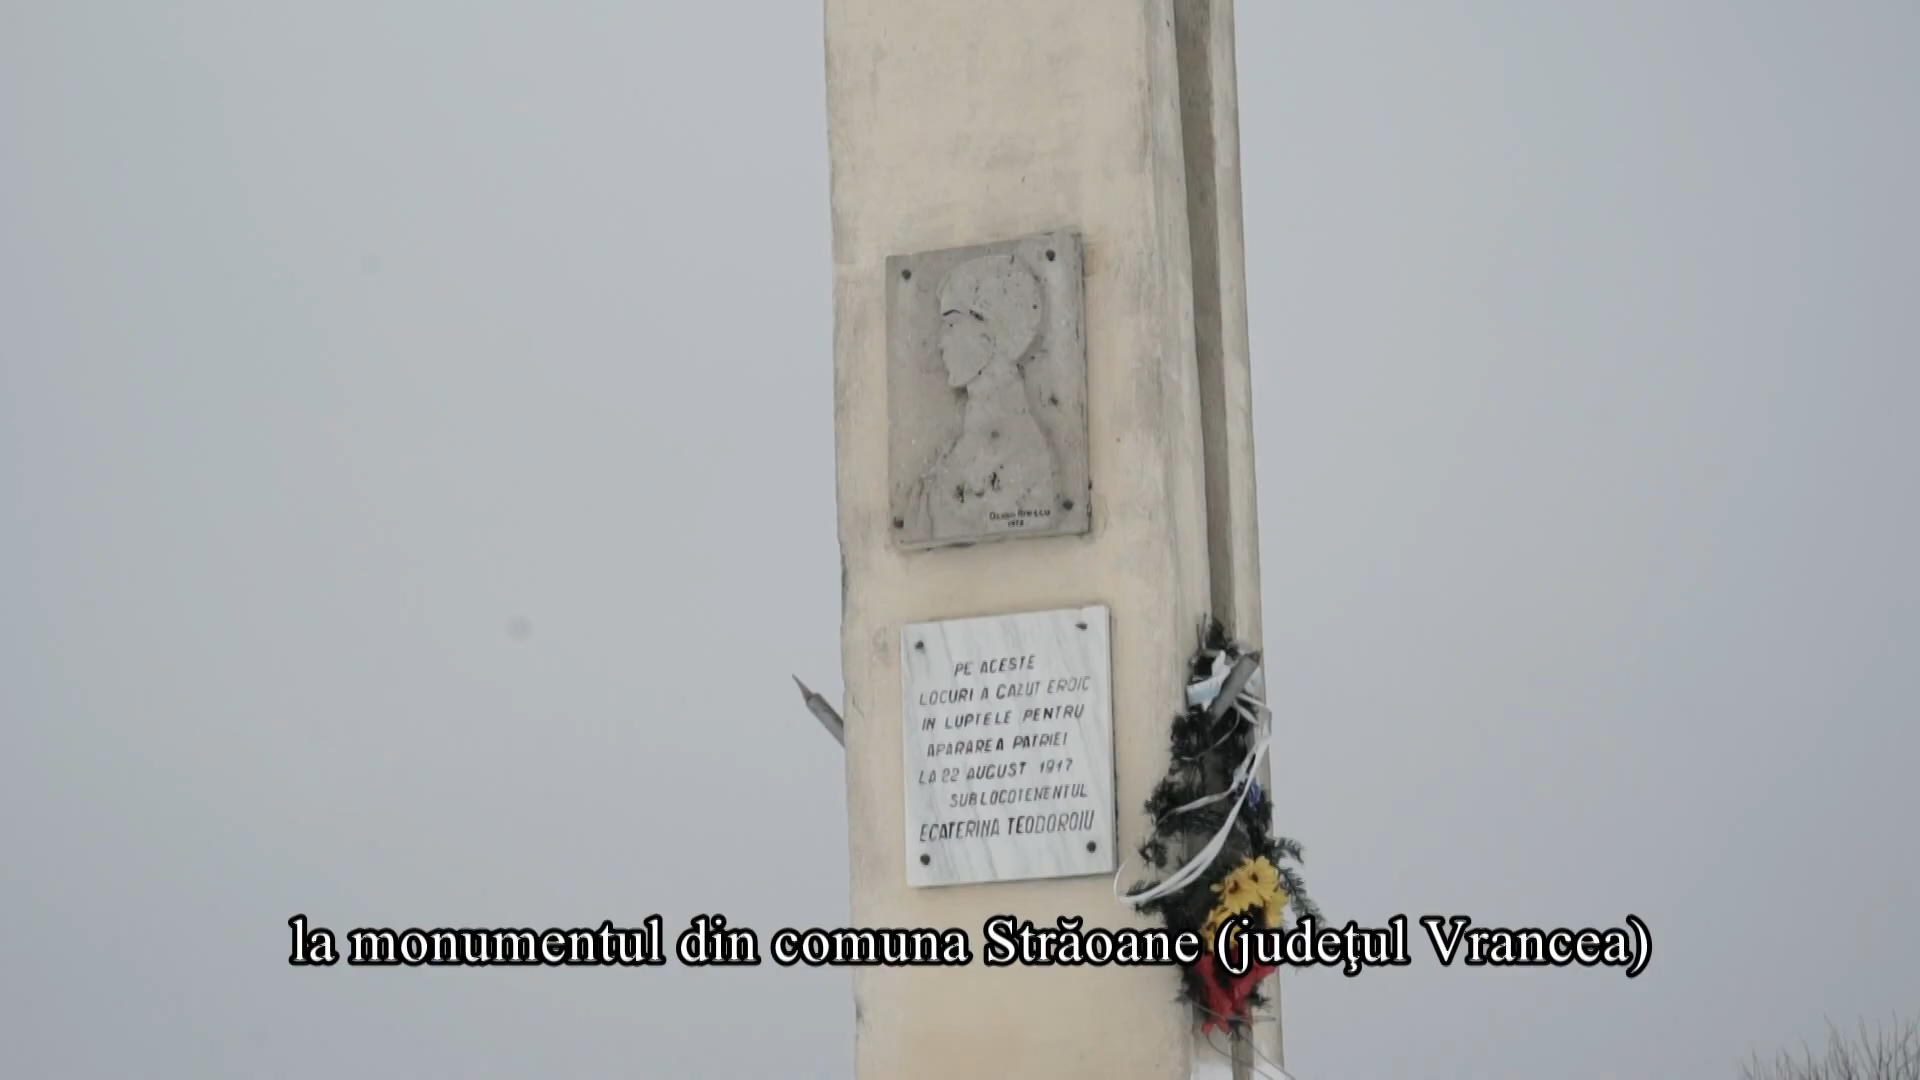 1972
PE ACESTE
LOCURI A CAZUT EROIC
IN LUPTELE PENTRU
APARAREA PATRIEI
LA 22 AUGUST 1917
SUBLOCOTENENTUL
ECATERINA TEODOROIU
la monumentul din comuna Străoane (judeţul Vrancea)